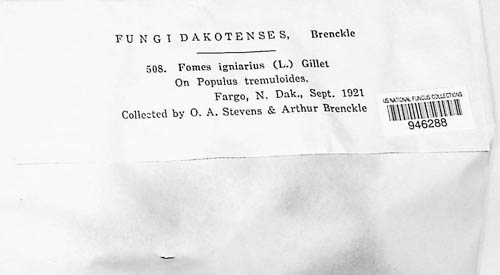 FUNGI DAKOTENSES, Brenckle
508. Fomes igniarius (L.) Gillet
On Populus tremuloides.
Fargo, N. Dak., Sept. 1921
Collected by O. A. Stevens & Arthur Brenckle
US NATIONAL FUNGUS COLLECTIONS
946288